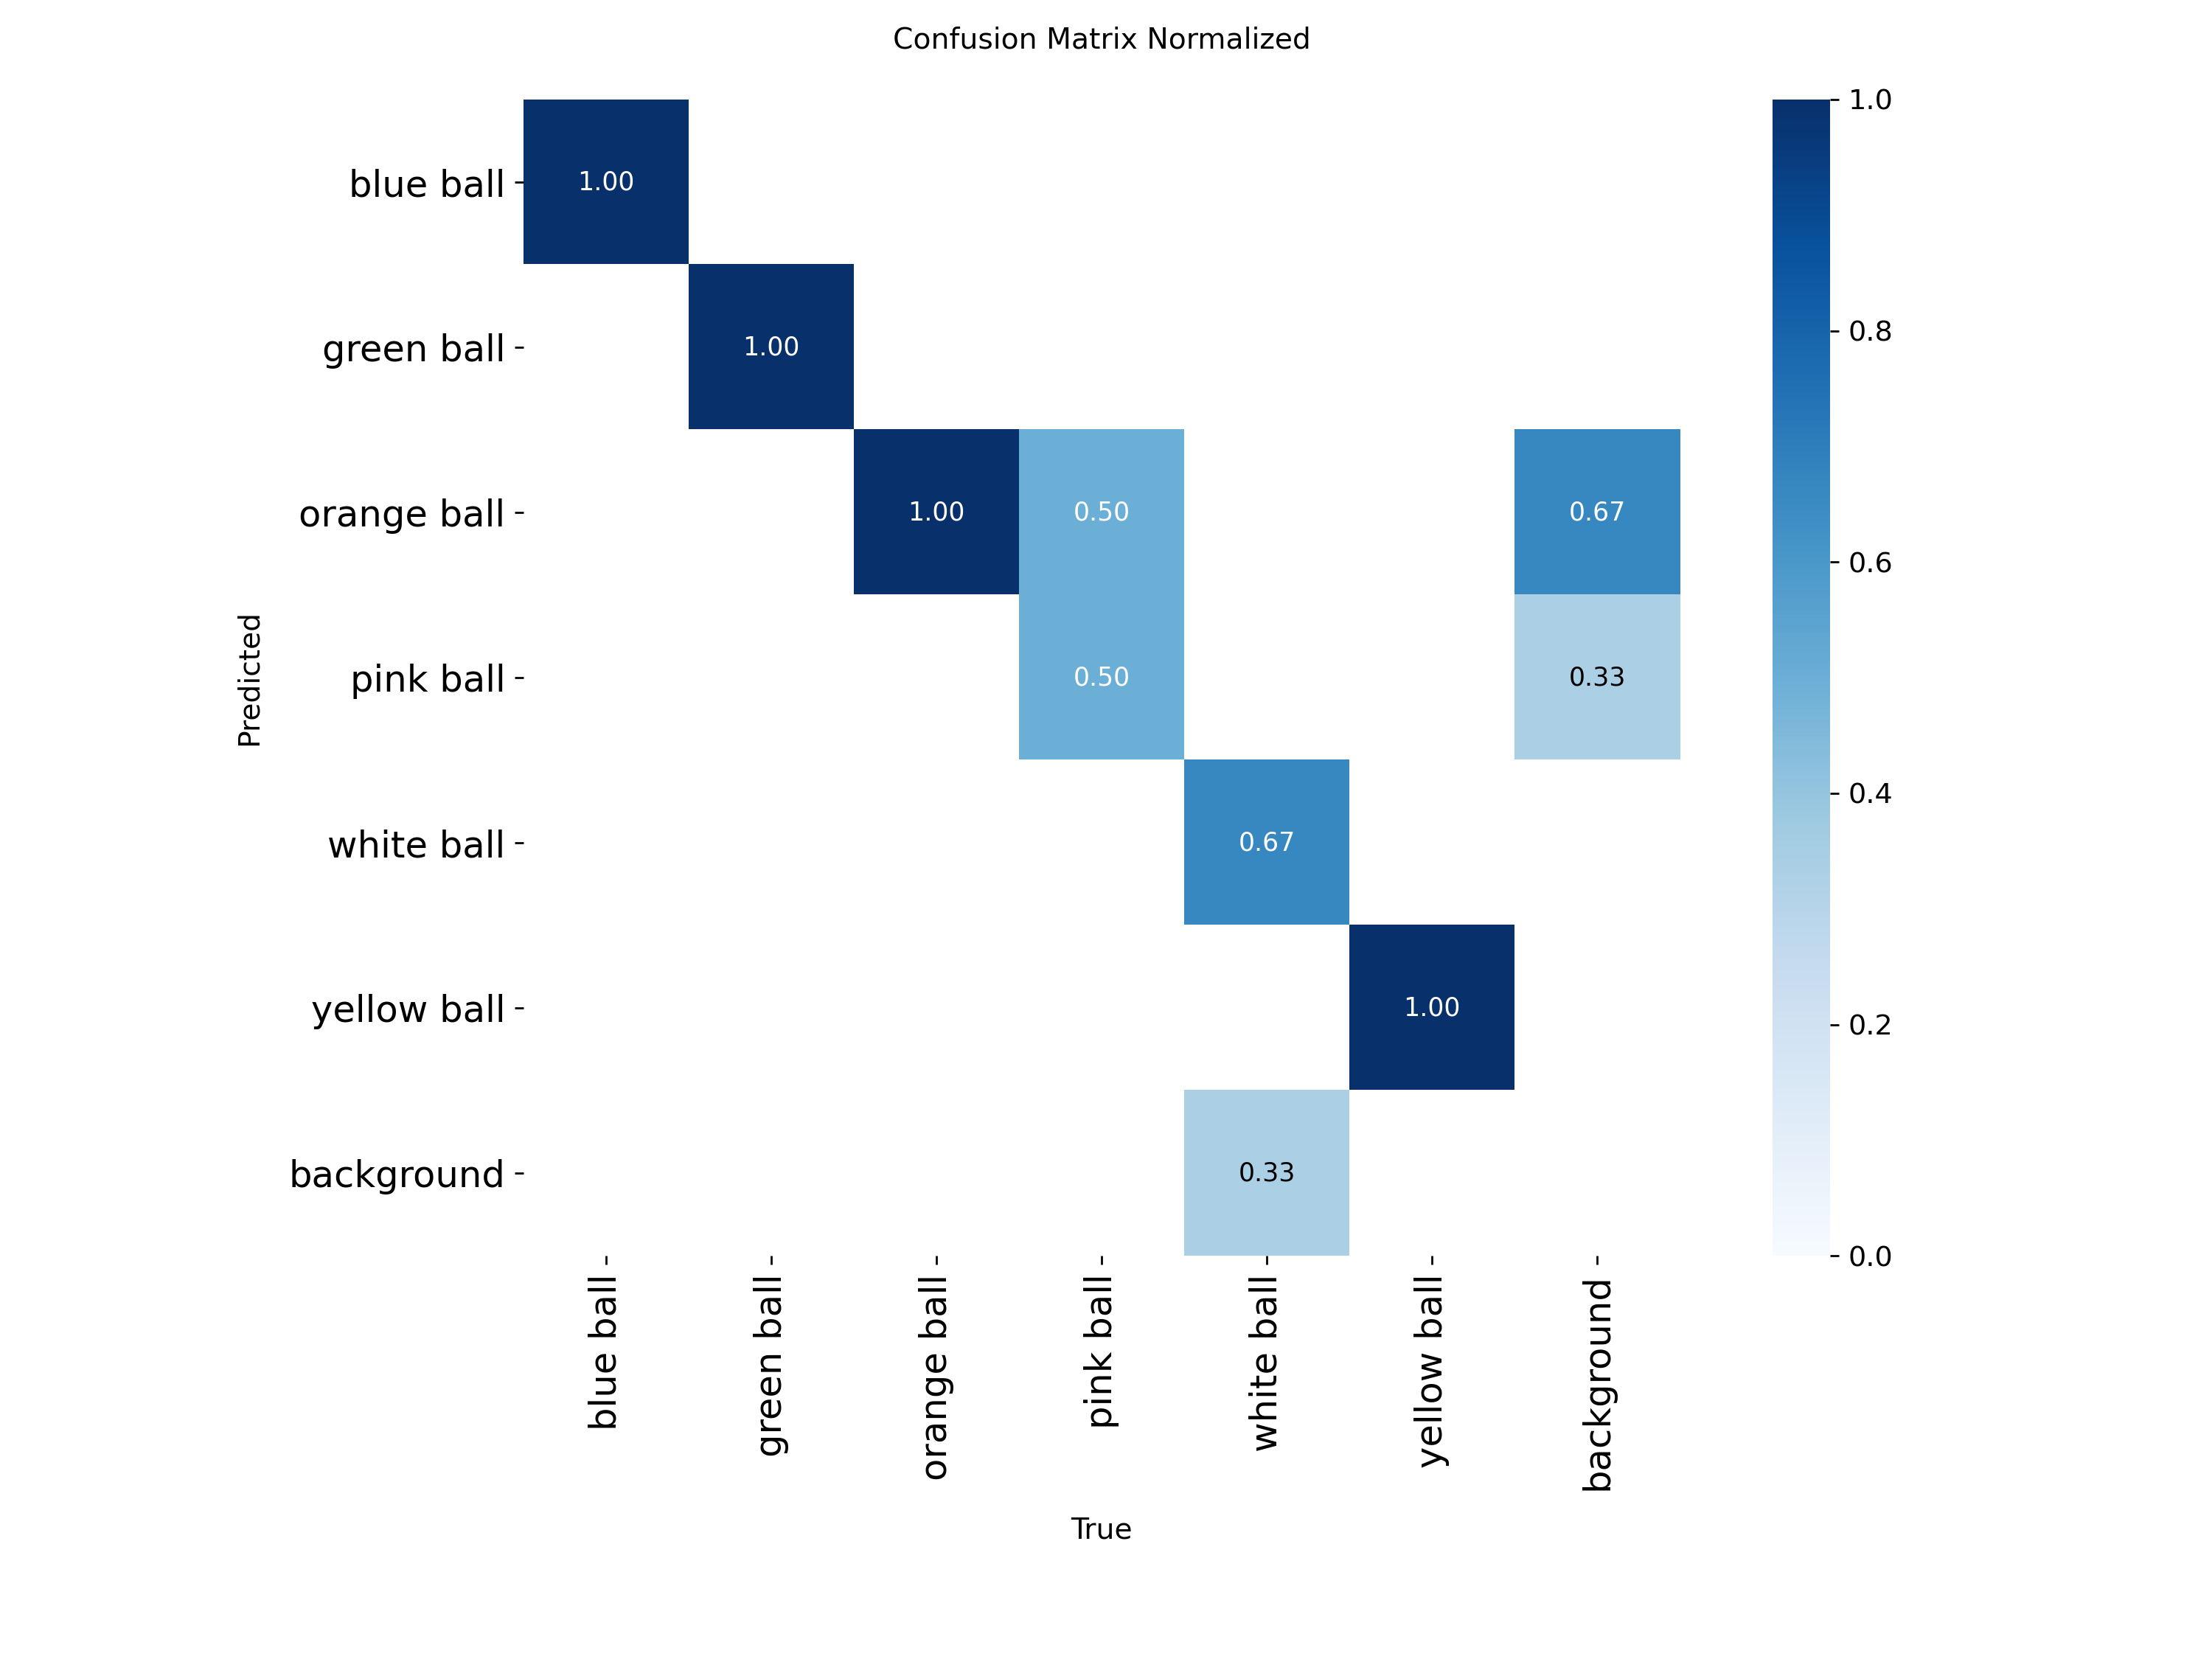 Confusion Matrix Normalized
1.0
blue ball
1.00
0.8
green ball
1.00
orange ball
1.00 0.50 0.67
0.6
Predicted
pink ball
0.50 0.33
0.4
white ball
0.67
yellow ball
1.00
0.2
background
0.33
0.0
blue ball
green ball
orange ball
pink ball
white ball
yellow ball
background
True